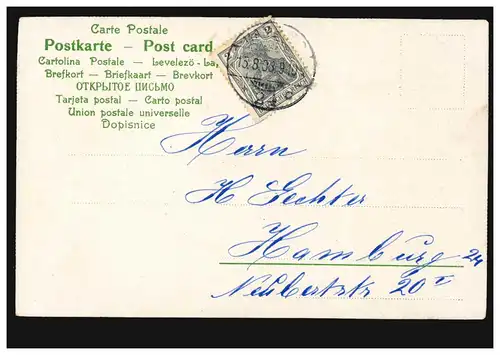 Carte Postale
Postkarte – Post card
Cartolina Postale — Levelezö - La
Brefkort — Briefkaart — Brevkort
ОТКРЫТОЕ ПИСЬМО
Tarjeta postal — Carto postal
Union postale universelle
Dopisnice
Herrn
H Lechter
Hamburg 24
Neubertstr 20 I